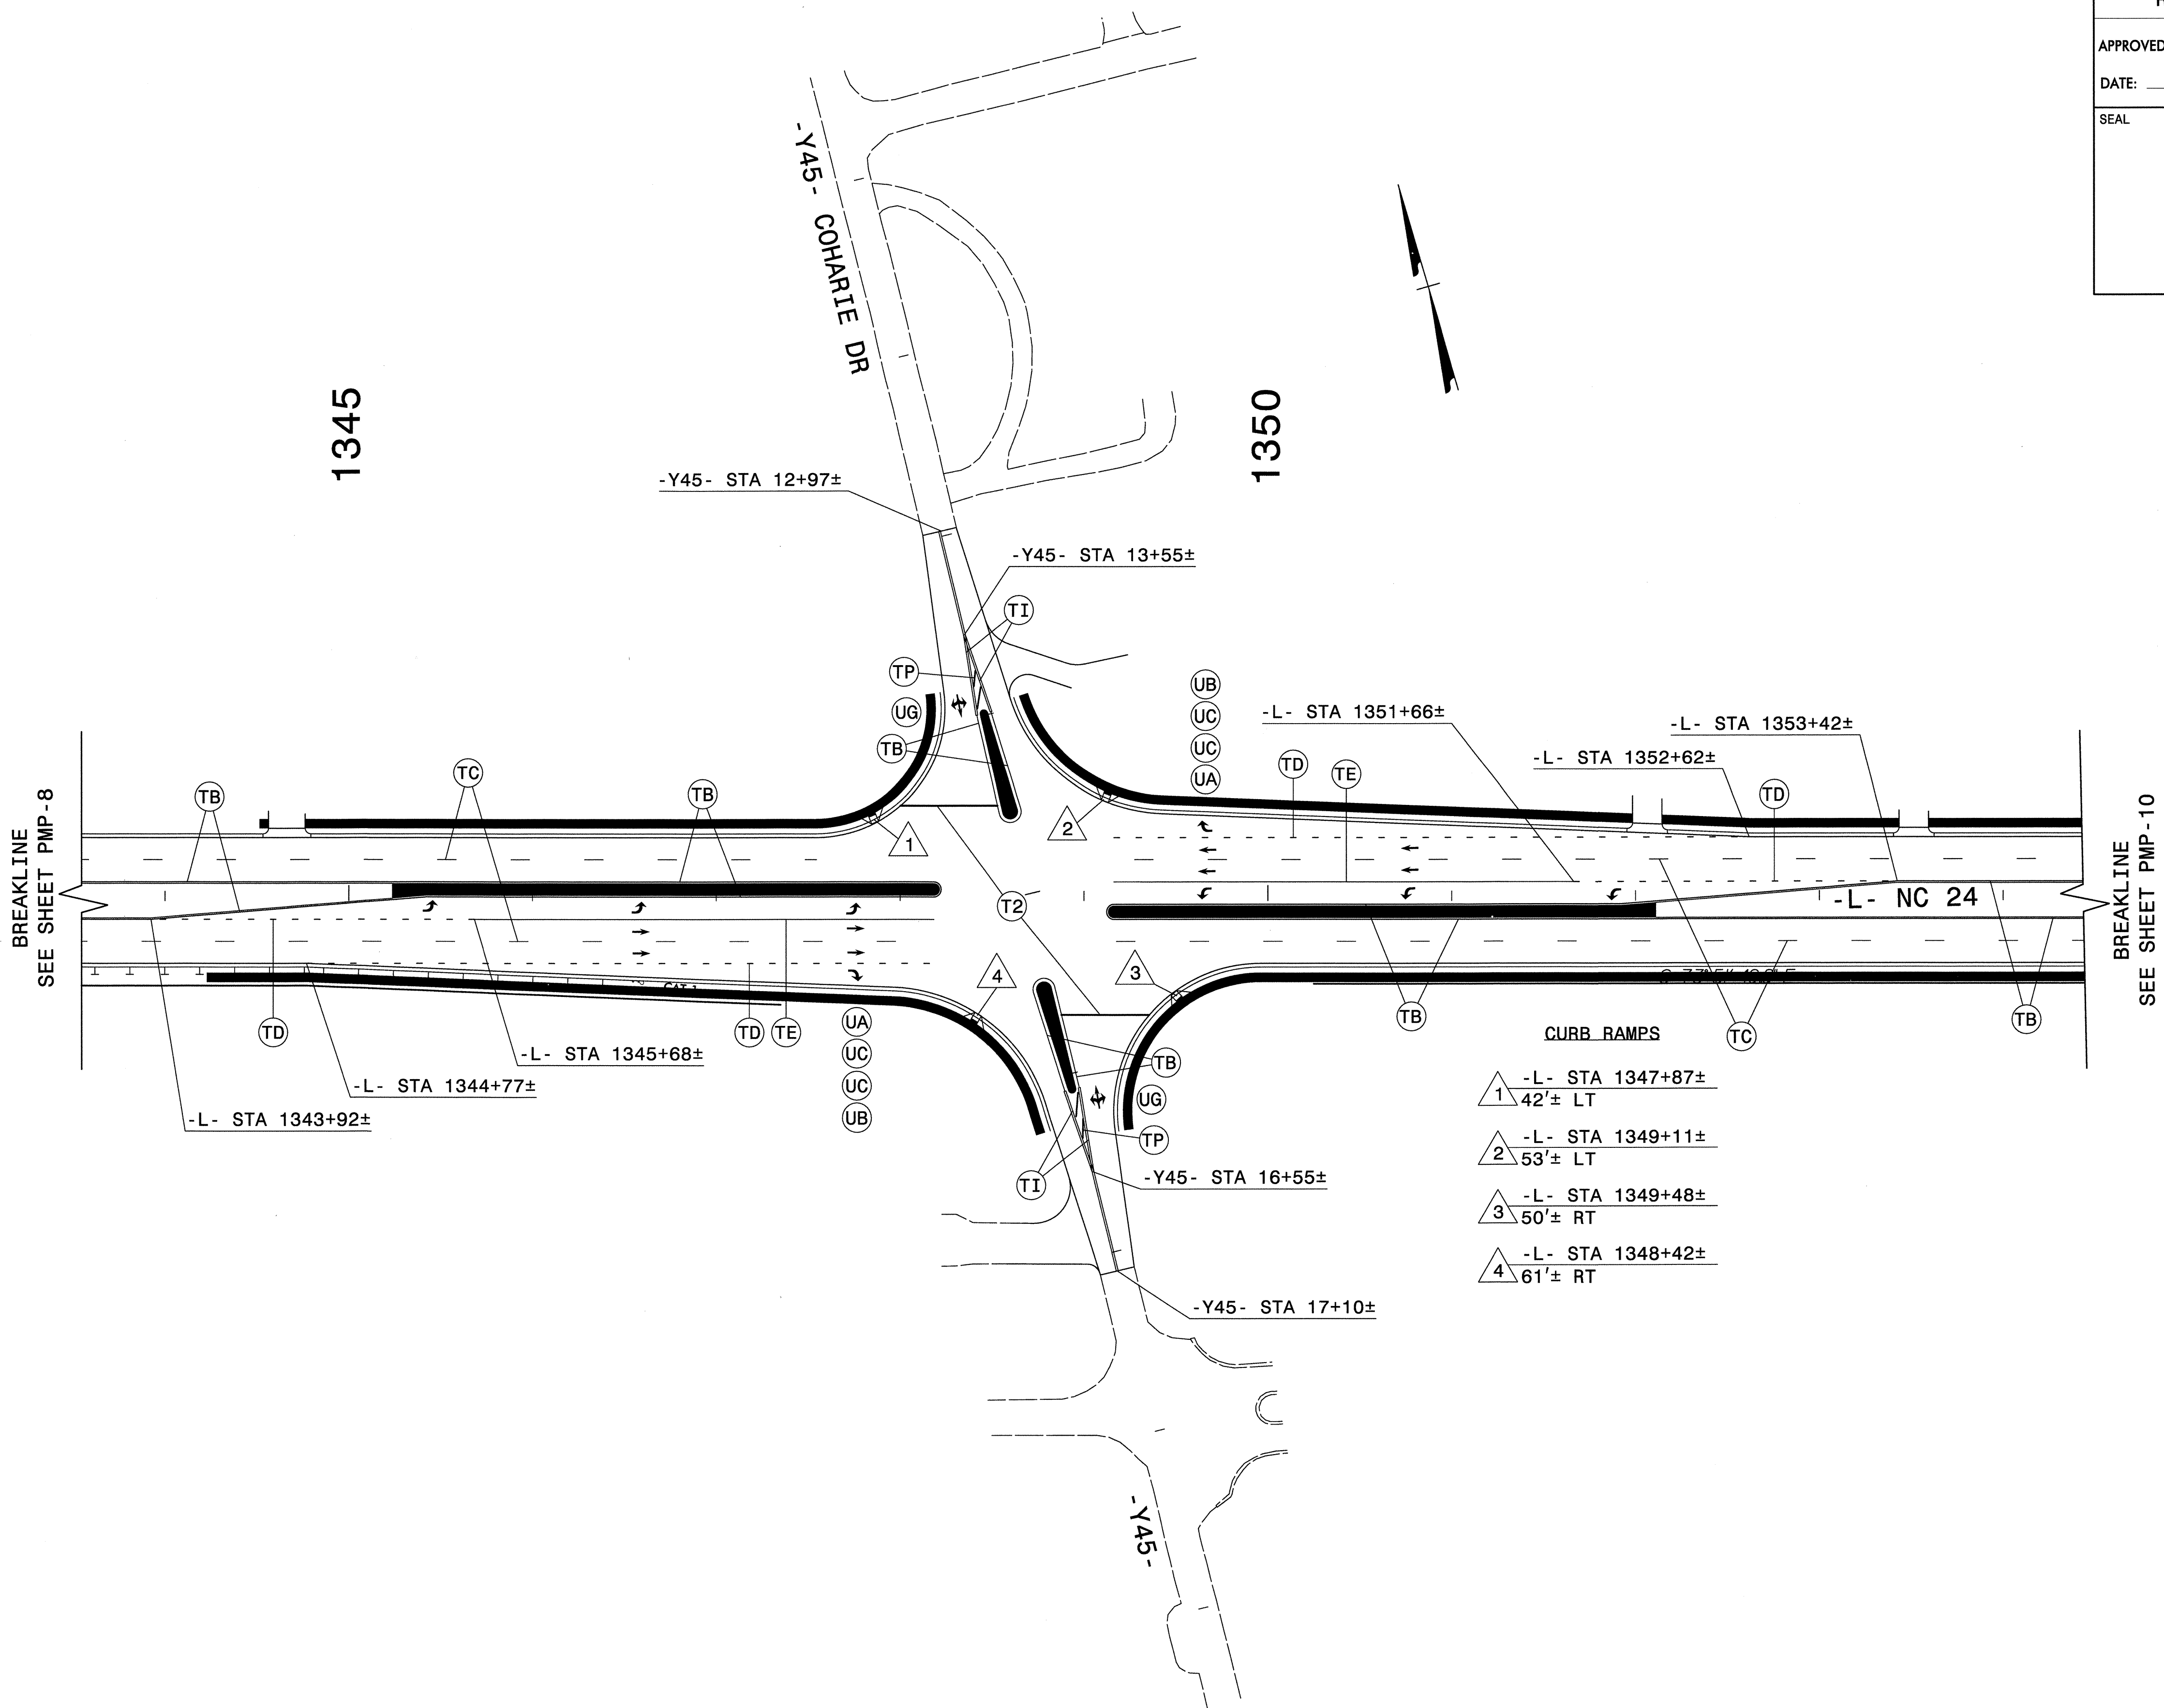 APPROVED
DATE:
SEAL
-Y45- COHARIE DR
1345
1350
-Y45- STA 12+97±
-Y45- STA 13+55±
TI
TP
UG
TB
UB
UC
UC
UA
-L- STA 1351+66±
-L- STA 1353+42±
-L- STA 1352+62±
TD
TE
TD
TB
TC
TB
1
2
BREAKLINE
SEE SHEET PMP-8
T2
-L- NC 24
BREAKLINE
SEE SHEET PMP-10
4
3
CAT-1
TD
TD
TE
UA
UC
UC
UB
TB
TC
TB
-L- STA 1345+68±
-L- STA 1344+77±
-L- STA 1343+92±
TB
UG
TP
TI
-Y45- STA 16+55±
-Y45- STA 17+10±
CURB RAMPS
1 -L- STA 1347+87±
42'± LT
2 -L- STA 1349+11±
53'± LT
3 -L- STA 1349+48±
50'± RT
4 -L- STA 1348+42±
61'± RT
-Y45-